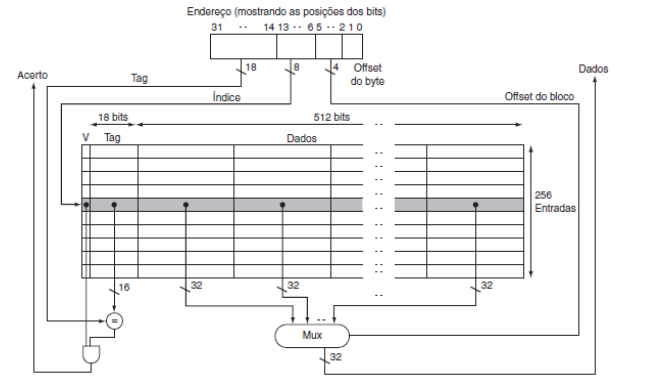 Endereço (mostrando as posições dos bits)
31 -- 14 13 -- 6 5 -- 2 1 0
18 8 4 Offset do byte
Acerto
Tag
Dados
Índice
Offset do bloco
18 bits 512 bits --
V Tag Dados
--
--
--
--
256 Entradas
--
--
--
--
--
16 32 32 32
--
=
--
Mux
32